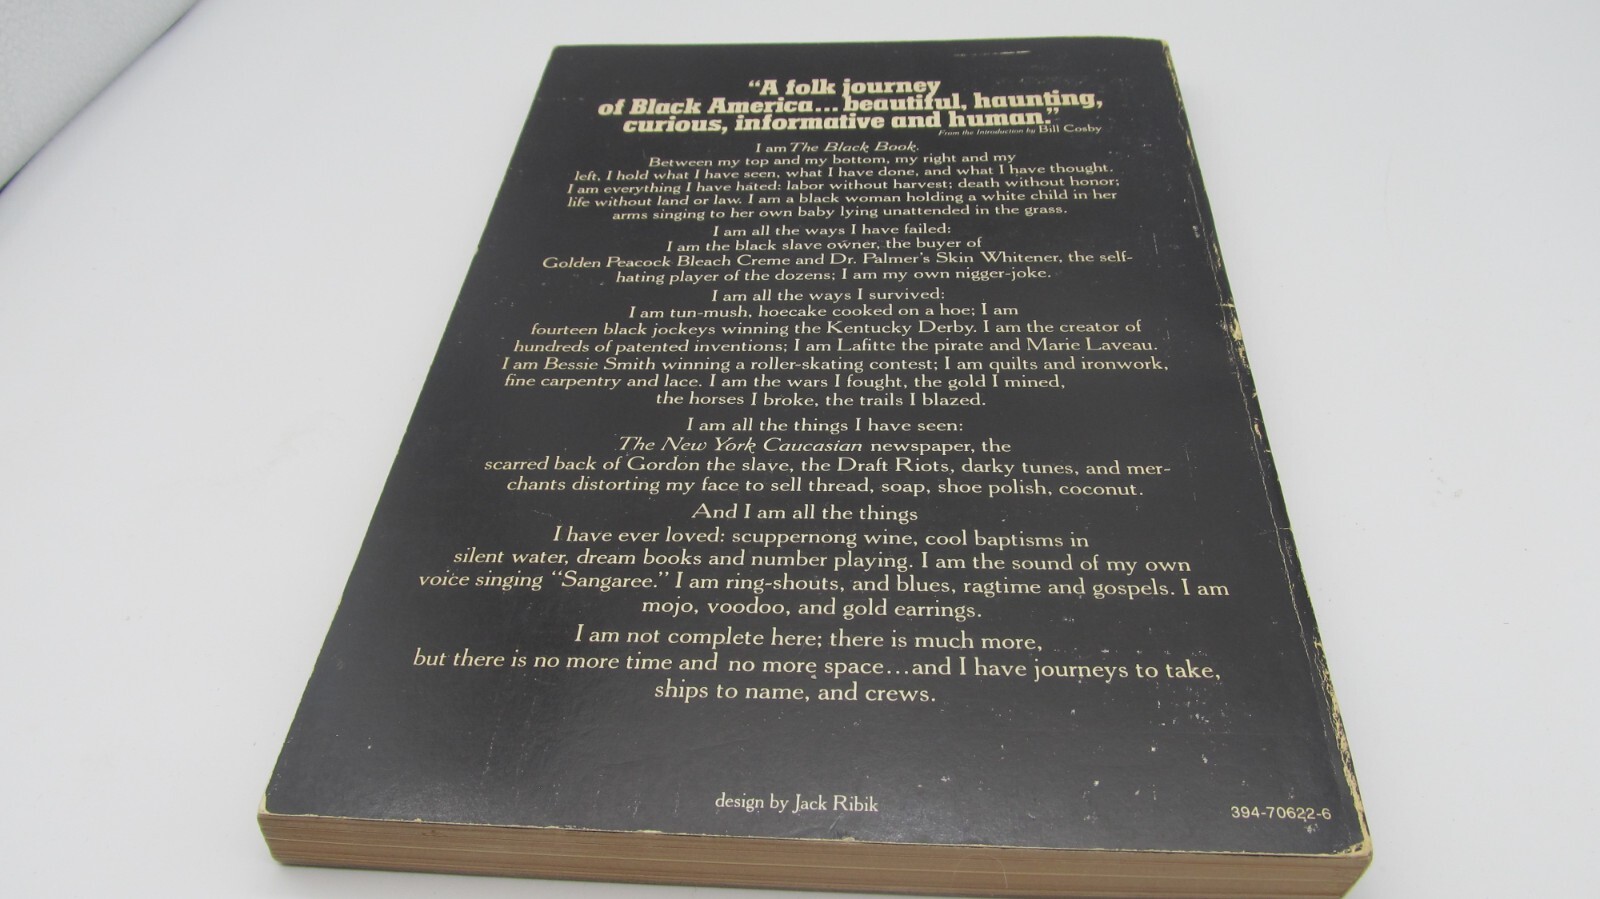 “A folk journey
of Black America... beautiful, haunting,
curious, informative and human.”
From the Introduction by Bill Cosby
I am The Black Book.
Between my top and my bottom, my right and my
left, I hold what I have seen, what I have done, and what I have thought.
I am everything I have hated: labor without harvest; death without honor;
life without land or law. I am a black woman holding a white child in her
arms singing to her own baby lying unattended in the grass.
I am all the ways I have failed:
I am the black slave owner, the buyer of
Golden Peacock Bleach Creme and Dr. Palmer's Skin Whitener, the self-
hating player of the dozens; I am my own nigger-joke.
I am all the ways I survived:
I am tun-mush, hoecake cooked on a hoe; I am
fourteen black jockeys winning the Kentucky Derby. I am the creator of
hundreds of patented inventions; I am Lafitte the pirate and Marie Laveau.
I am Bessie Smith winning a roller-skating contest; I am quilts and ironwork,
fine carpentry and lace. I am the wars I fought, the gold I mined,
the horses I broke, the trails I blazed.
I am all the things I have seen:
The New York Caucasian newspaper, the
scarred back of Gordon the slave, the Draft Riots, darky tunes, and mer-
chants distorting my face to sell thread, soap, shoe polish, coconut.
And I am all the things
I have ever loved: scuppernong wine, cool baptisms in
silent water, dream books and number playing. I am the sound of my own
voice singing “Sangaree.” I am ring-shouts, and blues, ragtime and gospels. I am
mojo, voodoo, and gold earrings.
I am not complete here; there is much more,
but there is no more time and no more space...and I have journeys to take,
ships to name, and crews.
design by Jack Ribik
394-70622-6